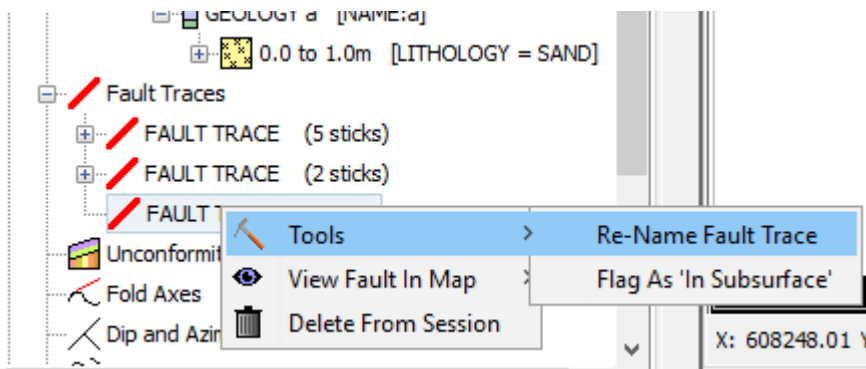 GEOLOGY a [NAME:a]
0.0 to 1.0m [LITHOLOGY = SAND]
Fault Traces
FAULT TRACE (5 sticks)
FAULT TRACE (2 sticks)
FAULT
Tools
Re-Name Fault Trace
Unconformit
View Fault In Map
Flag As 'In Subsurface'
Fold Axes
Delete From Session
Dip and Azin
X: 608248.01